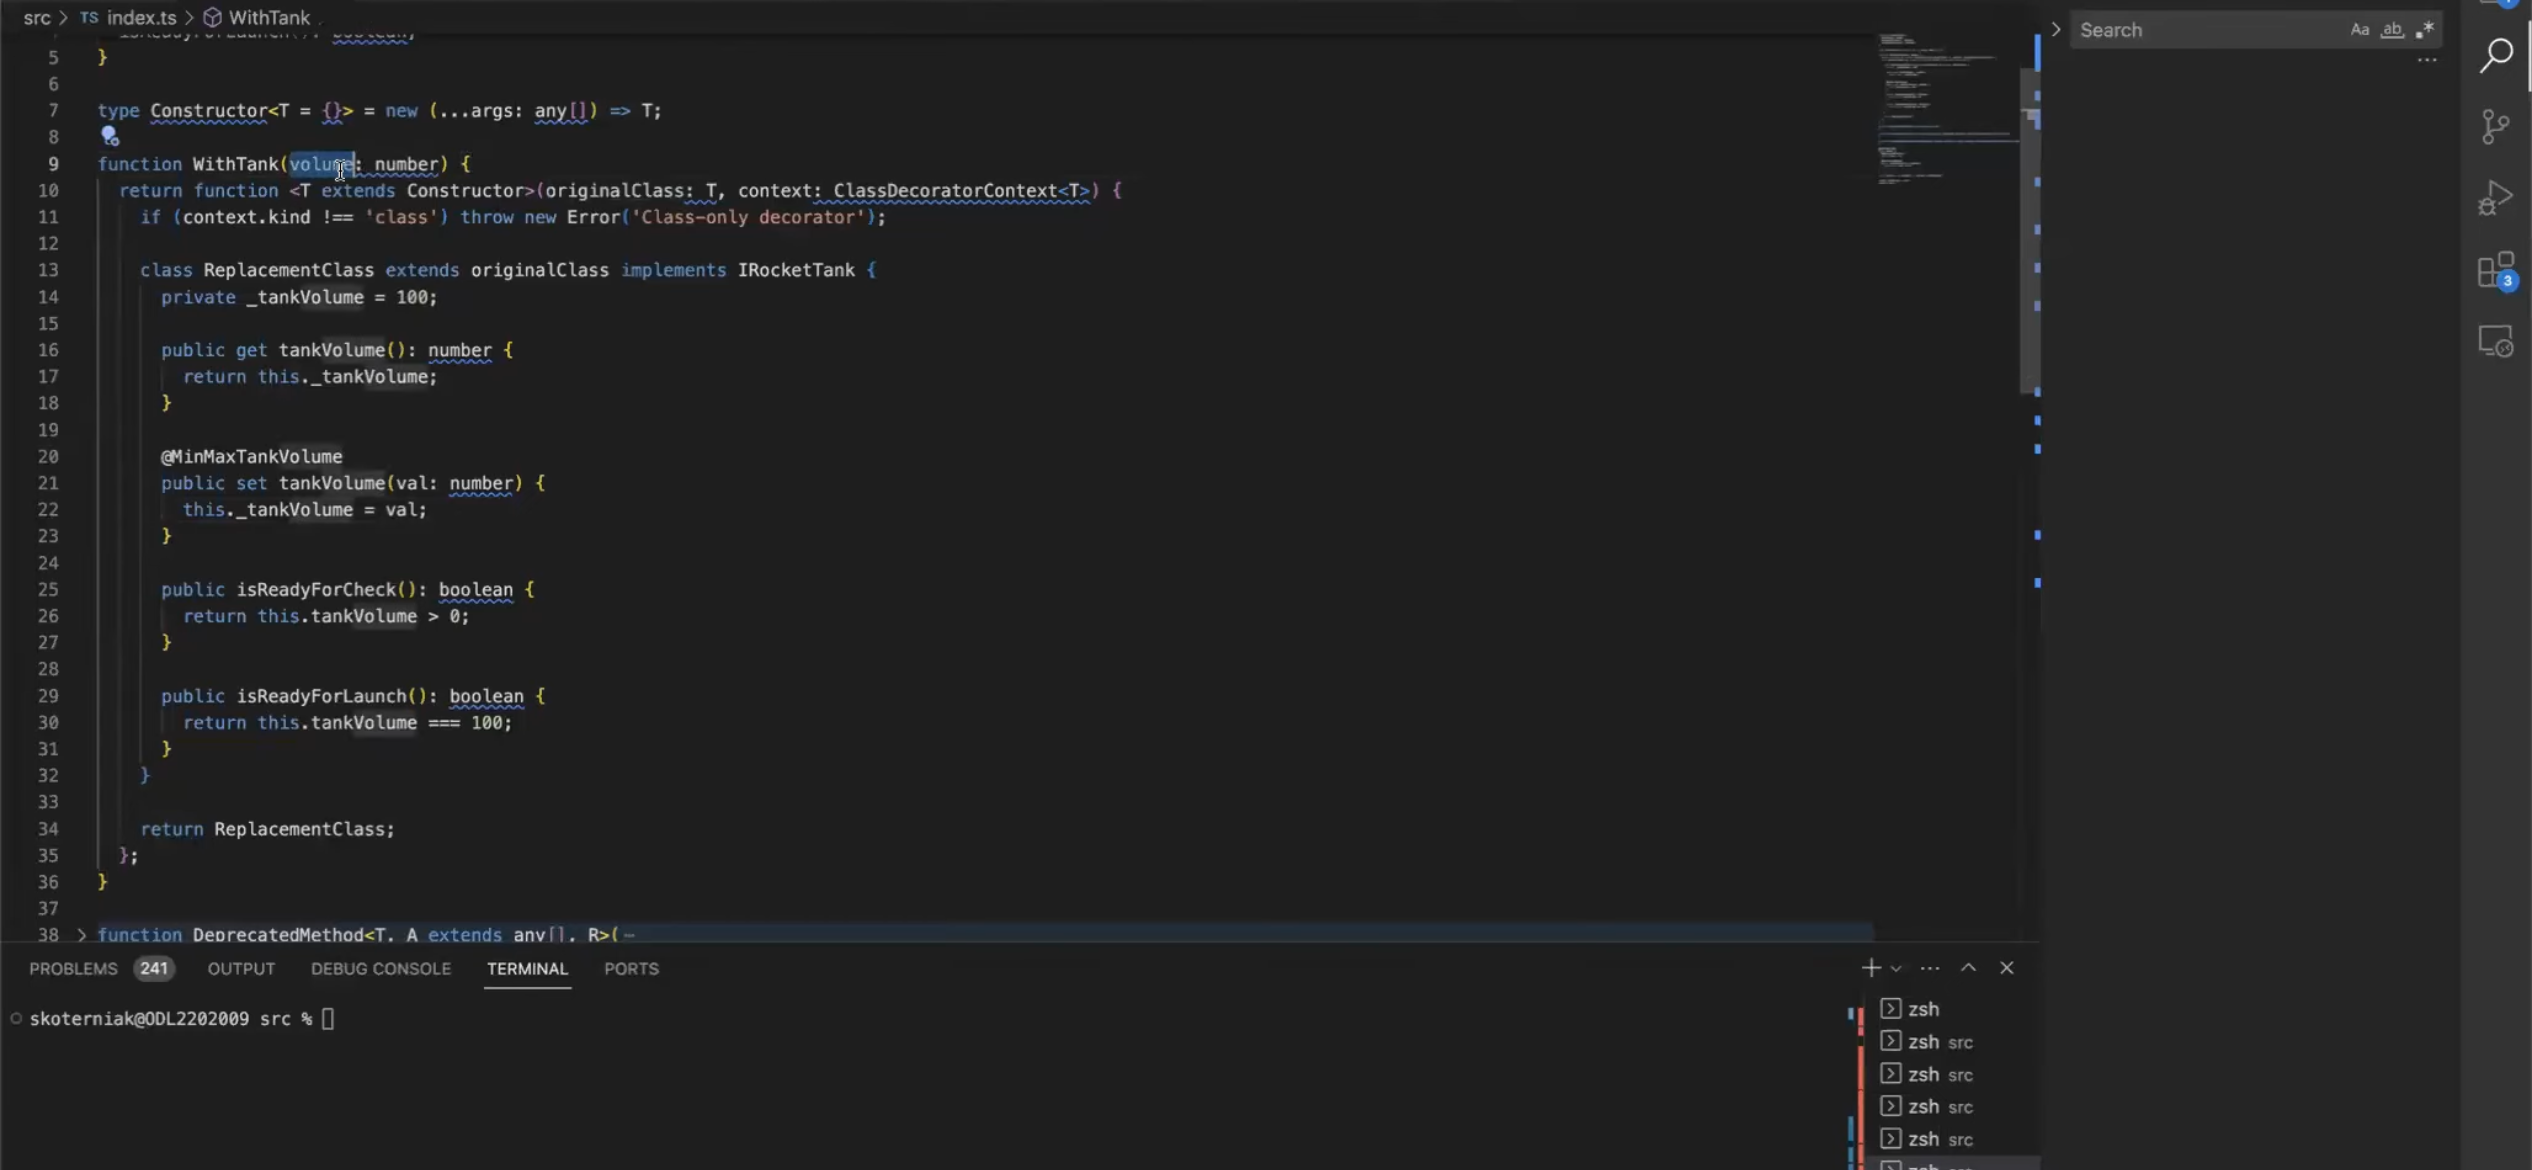 src > TS index.ts > WithTank
Search
Aa ab .*
...
5 }
6
7 type Constructor<T = {}> = new (...args: any[]) => T;
8
9 function WithTank(volume: number) {
10 return function <T extends Constructor>(originalClass: T, context: ClassDecoratorContext<T>) {
11 if (context.kind !== 'class') throw new Error('Class-only decorator');
12
13 class ReplacementClass extends originalClass implements IRocketTank {
14 private _tankVolume = 100;
15
16 public get tankVolume(): number {
17 return this._tankVolume;
18 }
19
20 @MinMaxTankVolume
21 public set tankVolume(val: number) {
22 this._tankVolume = val;
23 }
24
25 public isReadyForCheck(): boolean {
26 return this.tankVolume > 0;
27 }
28
29 public isReadyForLaunch(): boolean {
30 return this.tankVolume === 100;
31 }
32 }
33
34 return ReplacementClass;
35 };
36 }
37
38 > function DeprecatedMethod<T, A extends any[], R>(
3
PROBLEMS 241 OUTPUT DEBUG CONSOLE TERMINAL PORTS
skoterniak@ODL2202009 src %
zsh
zsh src
zsh src
zsh src
zsh src